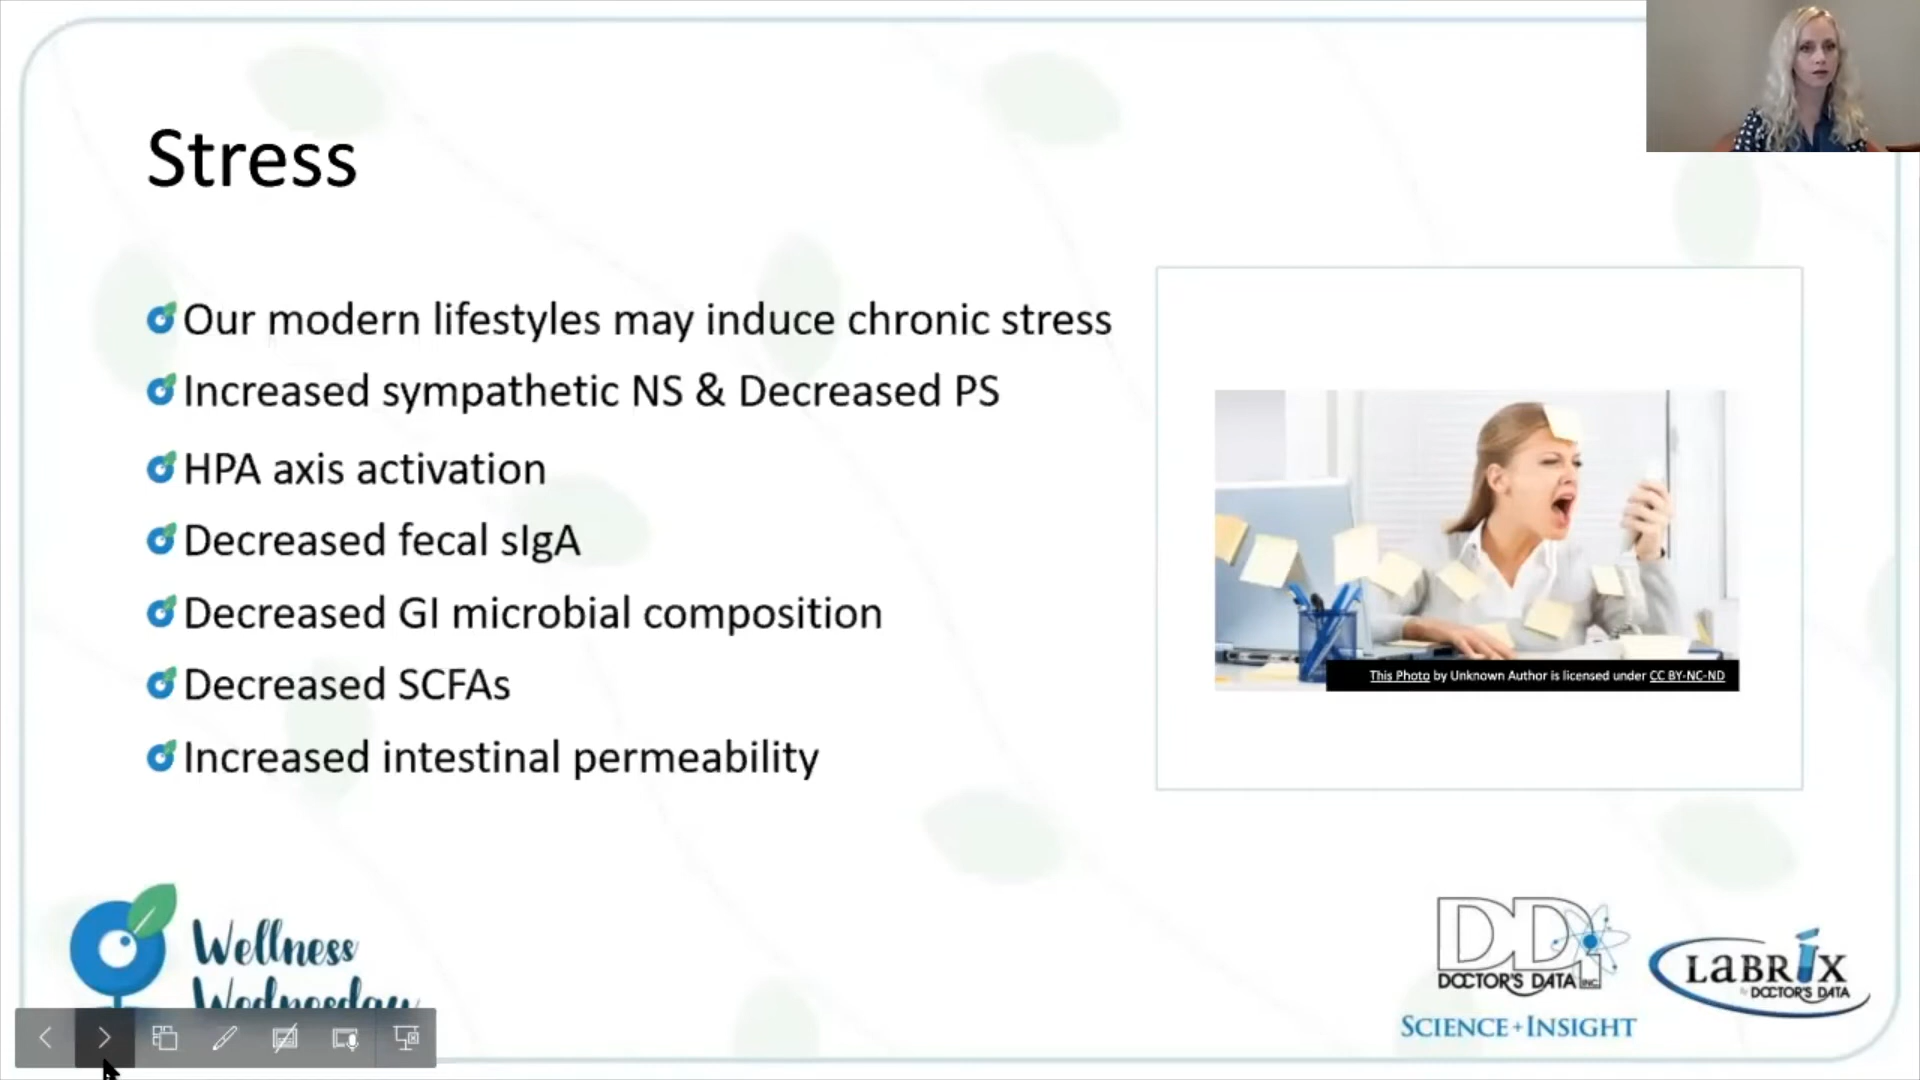 Stress
Our modern lifestyles may induce chronic stress
Increased sympathetic NS & Decreased PS
HPA axis activation
Decreased fecal sIgA
Decreased GI microbial composition
Decreased SCFAs
Increased intestinal permeability
This Photo by Unknown Author is licensed under CC BY-NC-ND
Wellness
Wednesday
DDI
DOCTOR'S DATA INC.
SCIENCE + INSIGHT
LABRIX
by DOCTOR'S DATA